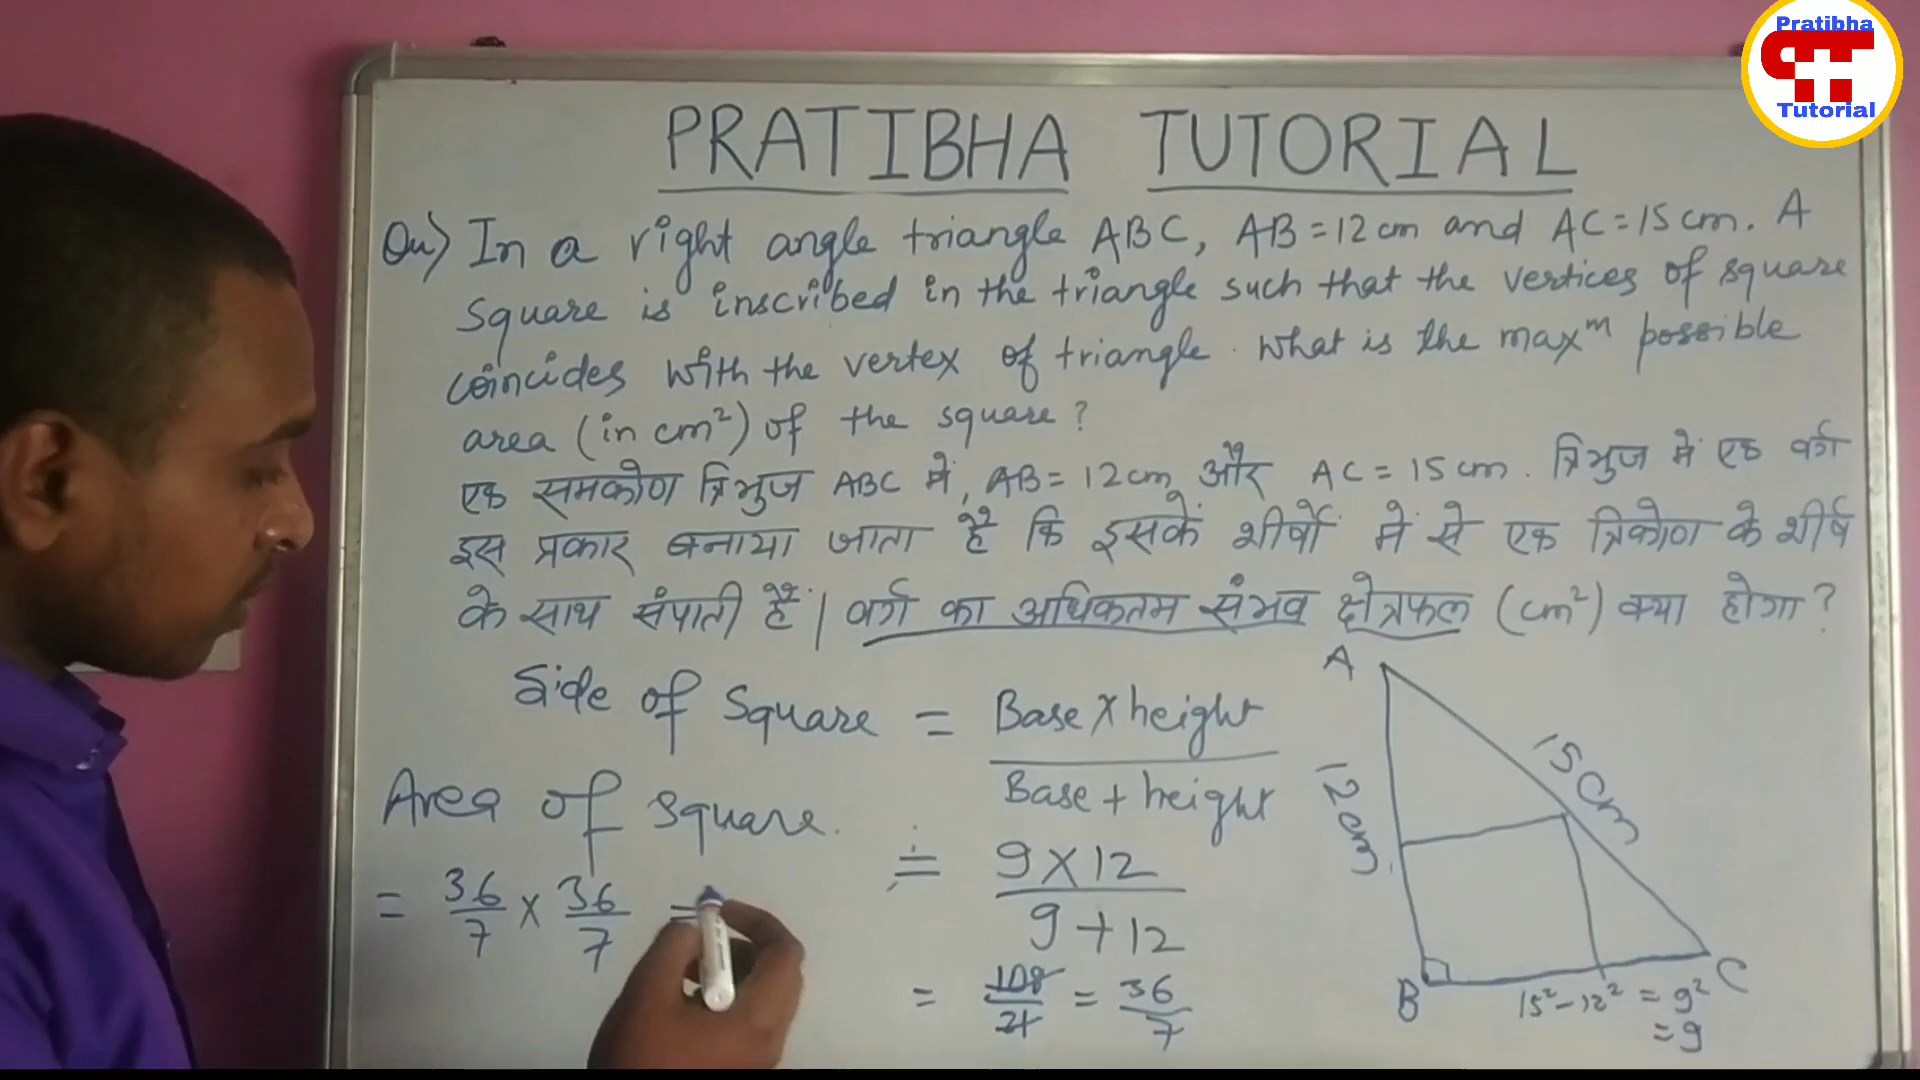 Pratibha
Tutorial
PRATIBHA TUTORIAL
Qu) In a right angle triangle ABC, AB = 12 cm and AC = 15 cm. A
square is inscribed in the triangle such that the vertices of square
coincides with the vertex of triangle. What is the maxᵐ possible
area (in cm²) of the square?
एक समकोण त्रिभुज ABC में, AB = 12 cm और AC = 15 cm. त्रिभुज में एक वर्ग
इस प्रकार बनाया जाता है कि इसके शीर्षों में से एक त्रिकोण के शीर्ष
के साथ संपाती हैं। वर्ग का अधिकतम संभव क्षेत्रफल (cm²) क्या होगा?
Side of Square = Base × height / Base + height
Area of square.
= 36/7 × 36/7 =
= 9 × 12 / 9 + 12
= 108/21 = 36/7
A
12 cm
15 cm
B
C
15² - 12² = 9²
= 9